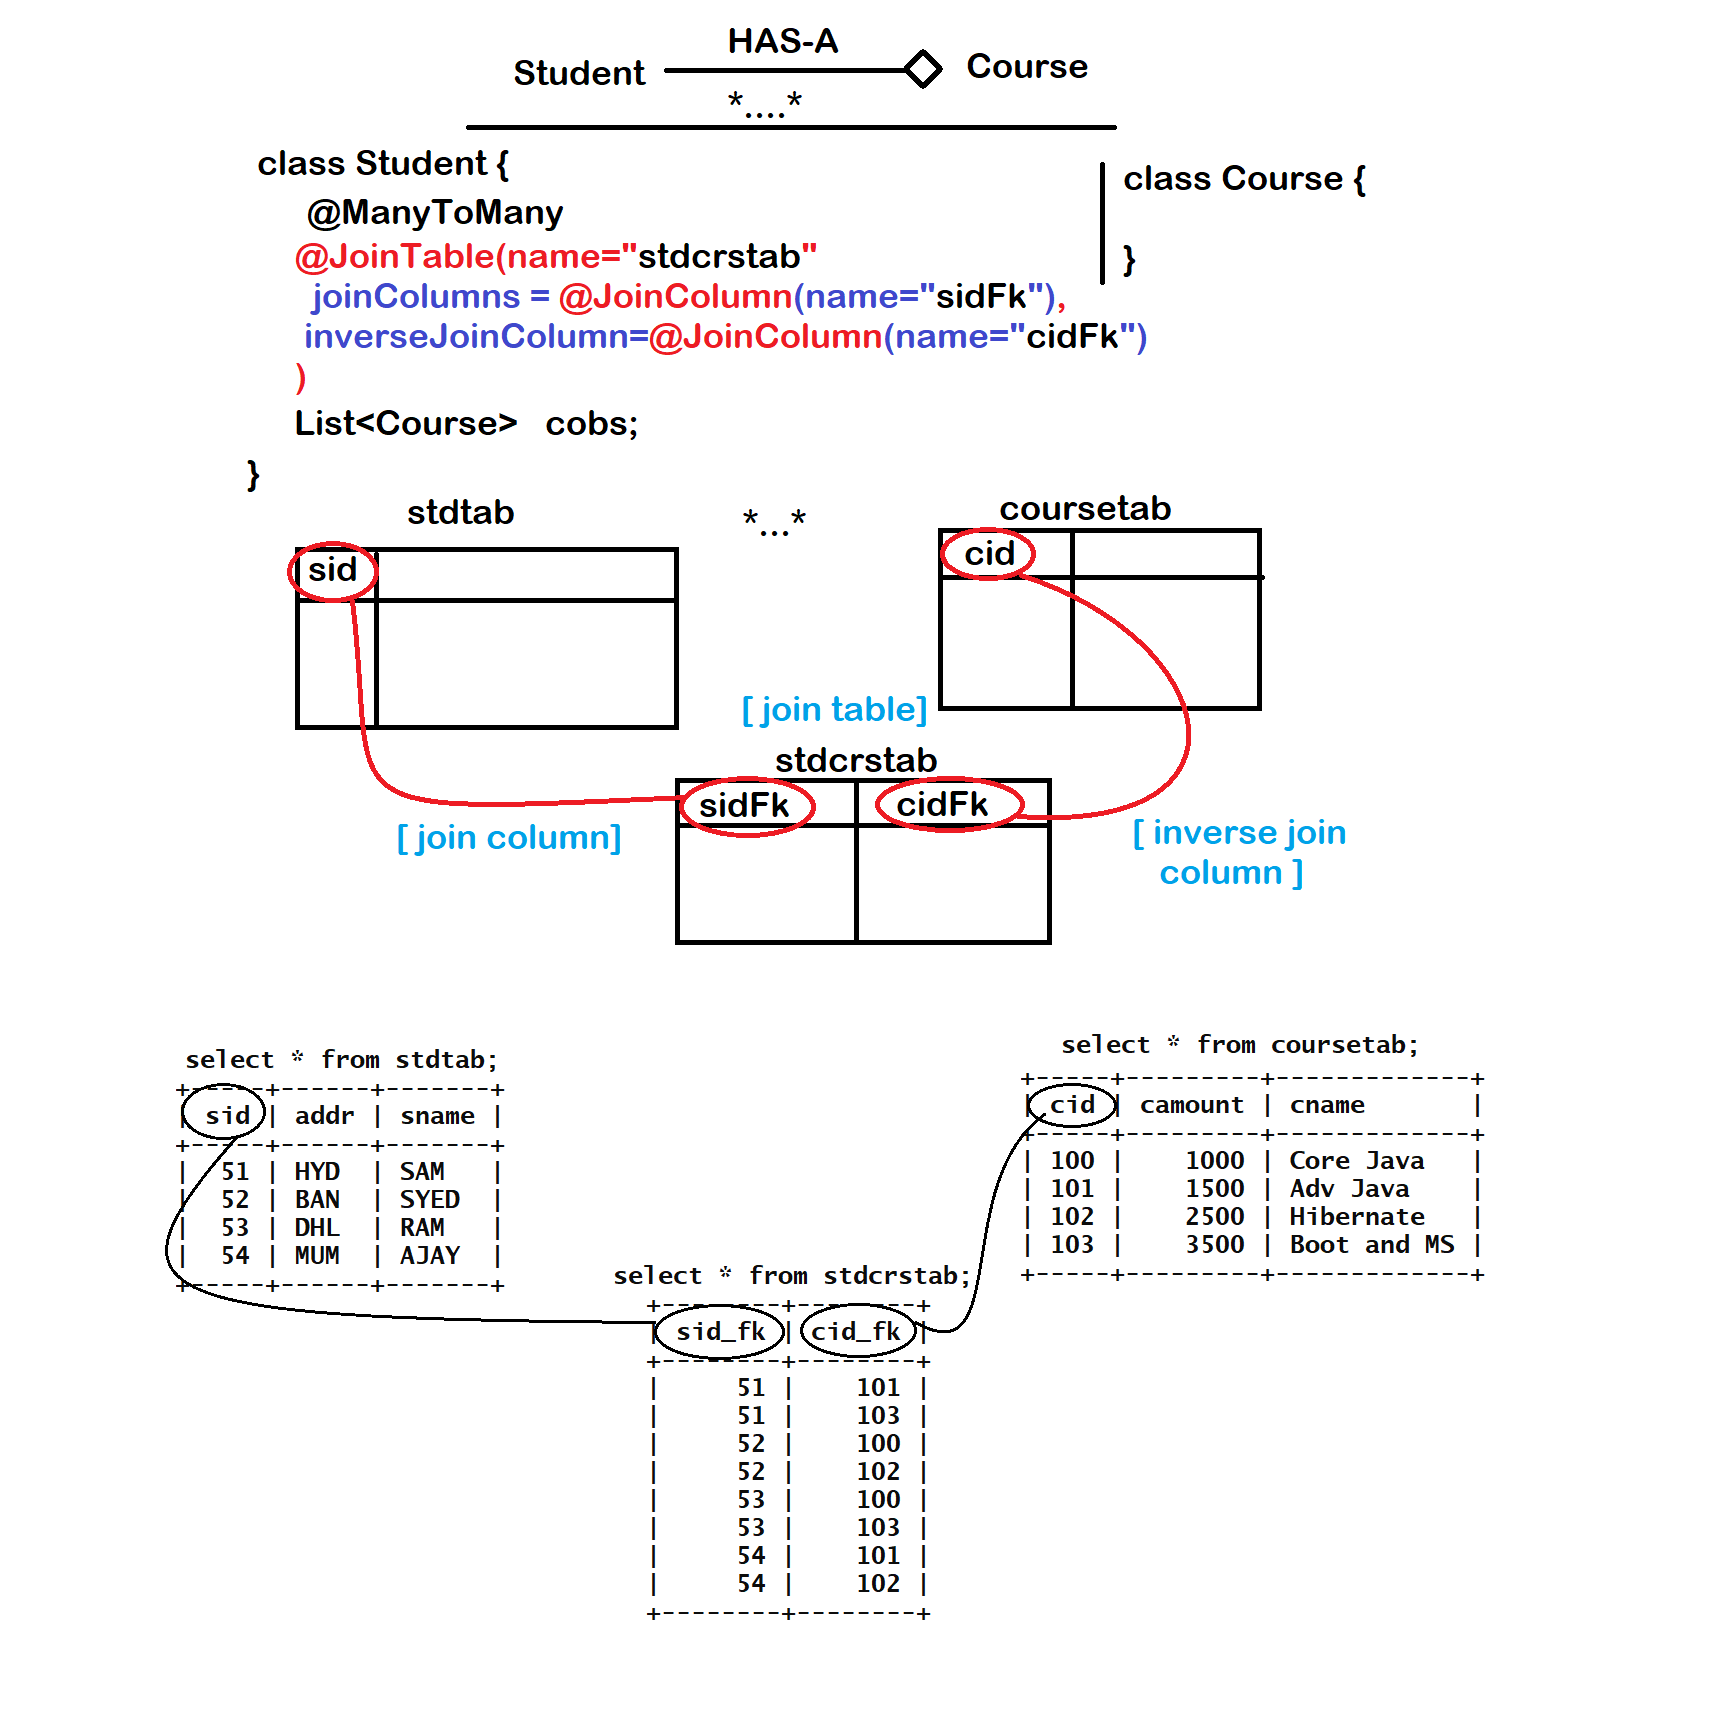 HAS-A
Student Course
*....*
class Student {
@ManyToMany
@JoinTable(name="stdcrstab"
joinColumns = @JoinColumn(name="sidFk"),
inverseJoinColumn=@JoinColumn(name="cidFk")
)
List<Course> cobs;
}
class Course {
}
stdtab
*...*
coursetab
sid
cid
[ join table]
stdcrstab
sidFk cidFk
[ join column]
[ inverse join
column ]
select * from stdtab;
+-----+------+-------+
| sid | addr | sname |
+-----+------+-------+
| 51 | HYD | SAM |
| 52 | BAN | SYED |
| 53 | DHL | RAM |
| 54 | MUM | AJAY |
+-----+------+-------+
select * from coursetab;
+-----+---------+-------------+
| cid | camount | cname |
+-----+---------+-------------+
| 100 | 1000 | Core Java |
| 101 | 1500 | Adv Java |
| 102 | 2500 | Hibernate |
| 103 | 3500 | Boot and MS |
+-----+---------+-------------+
select * from stdcrstab;
+--------+--------+
| sid_fk | cid_fk |
+--------+--------+
| 51 | 101 |
| 51 | 103 |
| 52 | 100 |
| 52 | 102 |
| 53 | 100 |
| 53 | 103 |
| 54 | 101 |
| 54 | 102 |
+--------+--------+